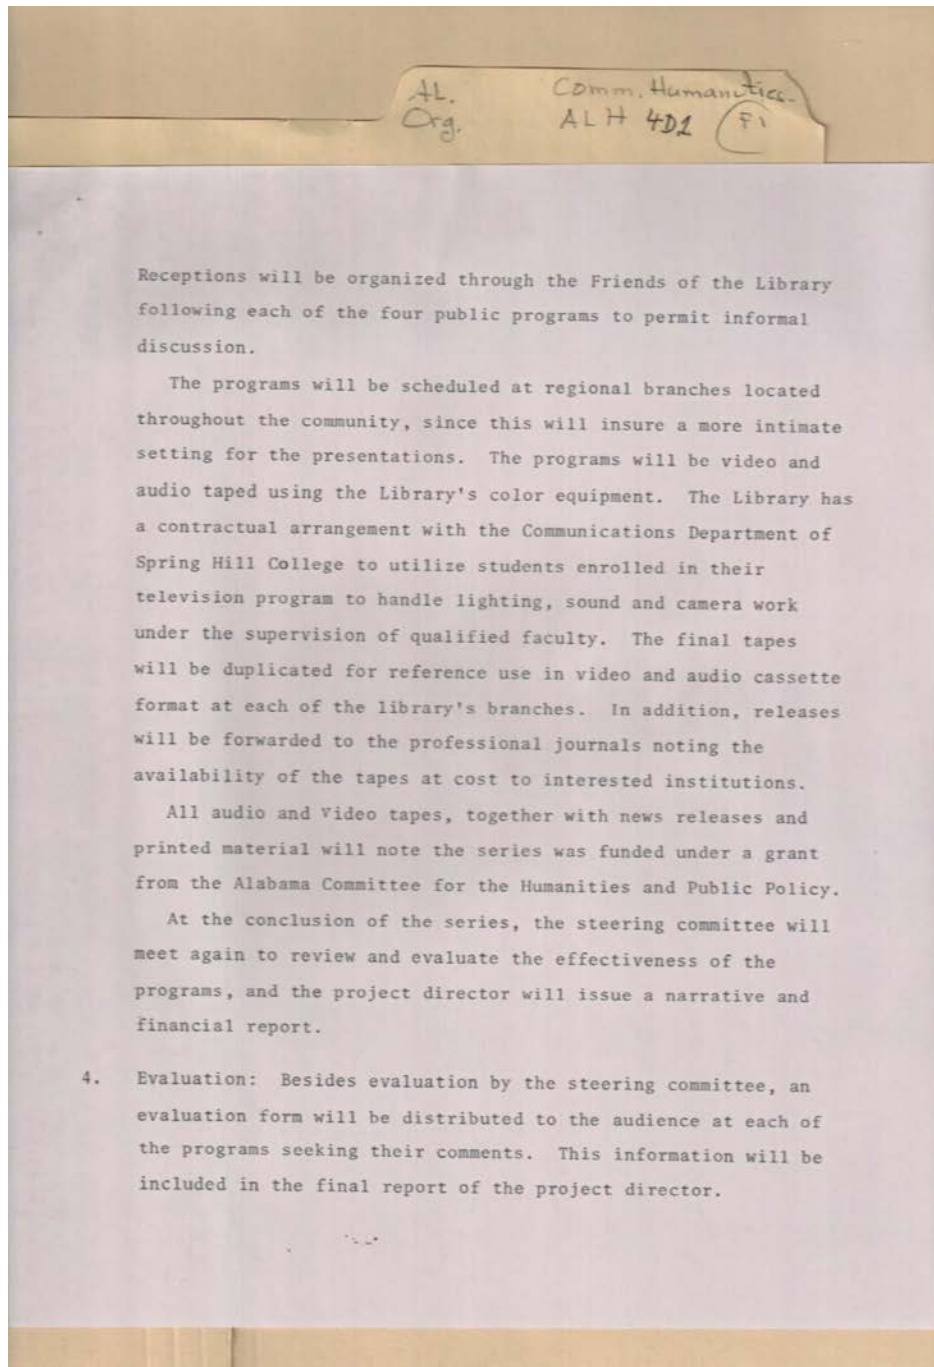 AL.
Org.
Comm. Humanities.
ALH 4D1 F1
Receptions will be organized through the Friends of the Library
following each of the four public programs to permit informal
discussion.
The programs will be scheduled at regional branches located
throughout the community, since this will insure a more intimate
setting for the presentations. The programs will be video and
audio taped using the Library's color equipment. The Library has
a contractual arrangement with the Communications Department of
Spring Hill College to utilize students enrolled in their
television program to handle lighting, sound and camera work
under the supervision of qualified faculty. The final tapes
will be duplicated for reference use in video and audio cassette
format at each of the library's branches. In addition, releases
will be forwarded to the professional journals noting the
availability of the tapes at cost to interested institutions.
All audio and video tapes, together with news releases and
printed material will note the series was funded under a grant
from the Alabama Committee for the Humanities and Public Policy.
At the conclusion of the series, the steering committee will
meet again to review and evaluate the effectiveness of the
programs, and the project director will issue a narrative and
financial report.
4. Evaluation: Besides evaluation by the steering committee, an
evaluation form will be distributed to the audience at each of
the programs seeking their comments. This information will be
included in the final report of the project director.